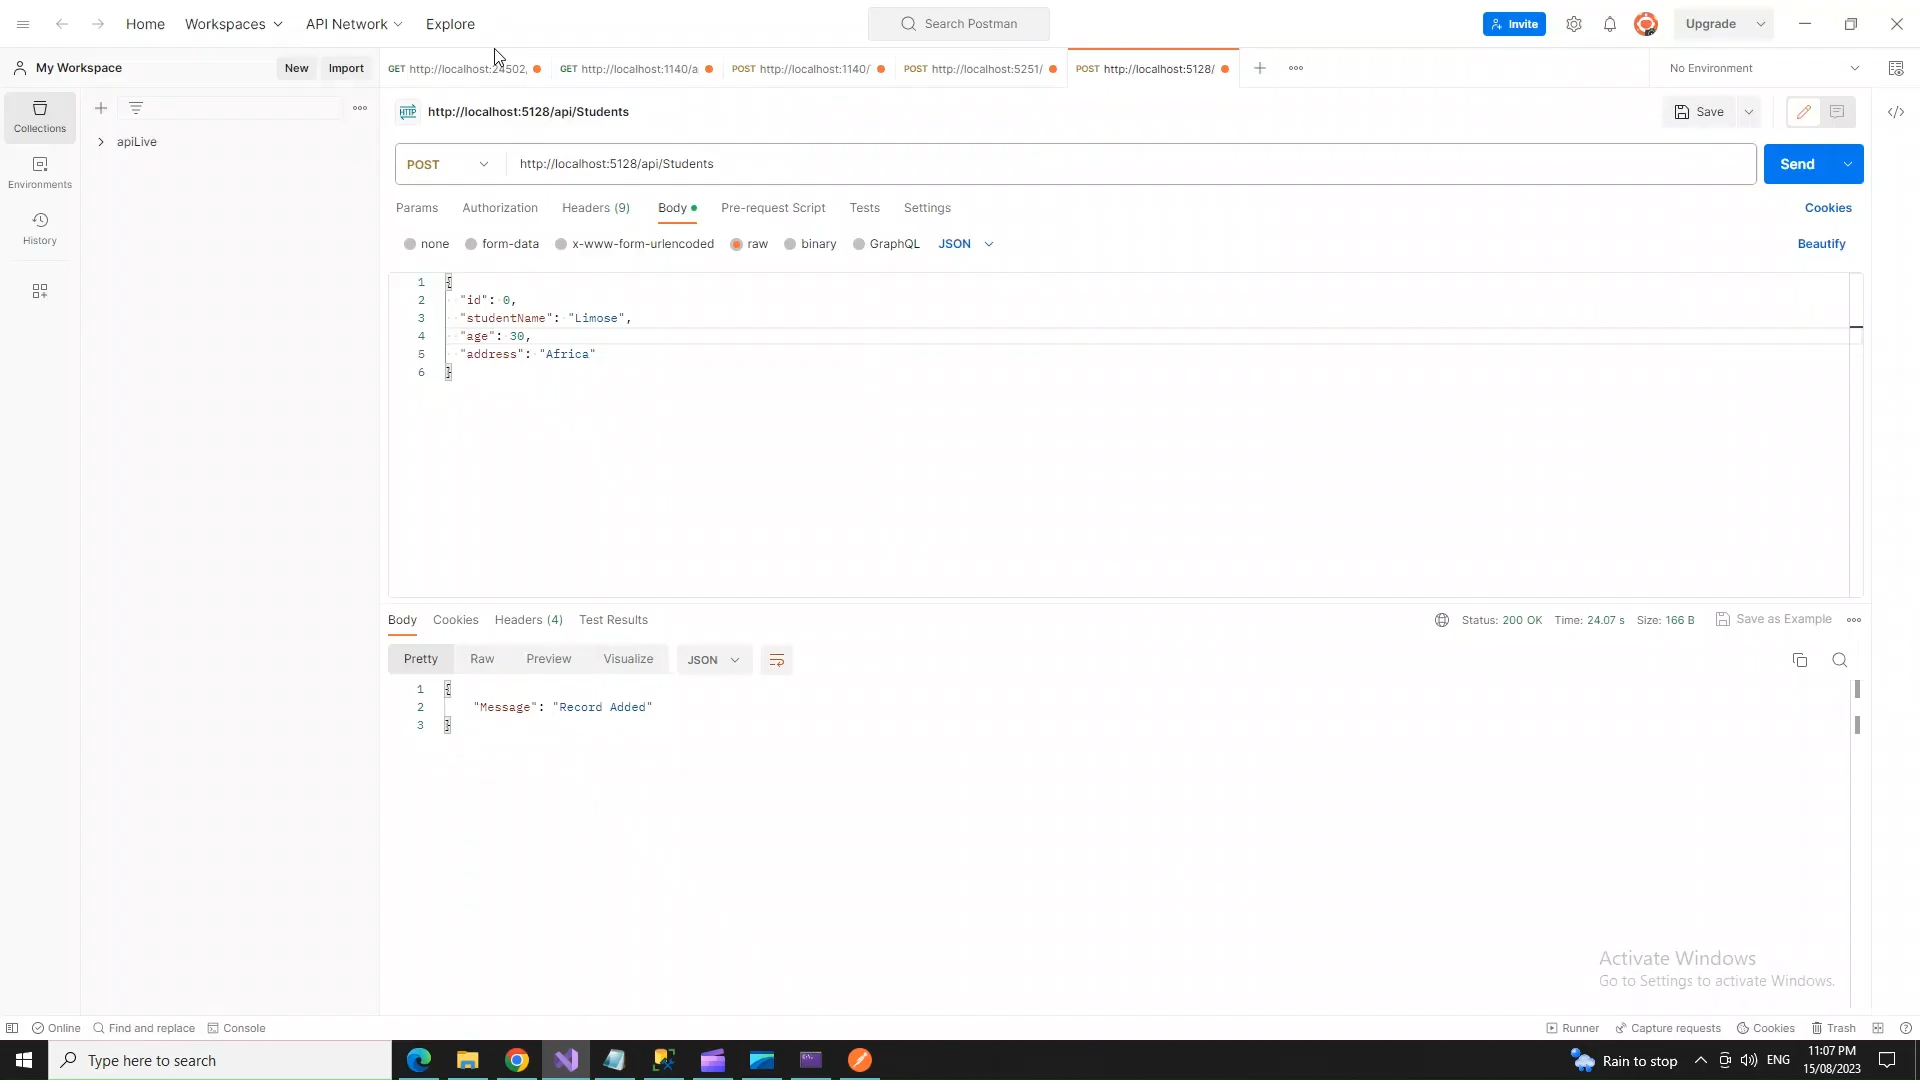 Home Workspaces API Network Explore Search Postman Invite Upgrade
My Workspace New Import GET http://localhost:24502, GET http://localhost:1140/a POST http://localhost:1140/ POST http://localhost:5251/ POST http://localhost:5128/ No Environment
Collections
Environments
History
apiLive
HTTP http://localhost:5128/api/Students Save
POST http://localhost:5128/api/Students Send
Params Authorization Headers (9) Body Pre-request Script Tests Settings Cookies
none form-data x-www-form-urlencoded raw binary GraphQL JSON Beautify
1 {
2 "id": 0,
3 "studentName": "Limose",
4 "age": 30,
5 "address": "Africa"
6 }
Body Cookies Headers (4) Test Results Status: 200 OK Time: 24.07 s Size: 166 B Save as Example
Pretty Raw Preview Visualize JSON
1 {
2 "Message": "Record Added"
3 }
Activate Windows
Go to Settings to activate Windows.
Online Find and replace Console Runner Capture requests Cookies Trash
Type here to search Rain to stop ENG 11:07 PM
15/08/2023